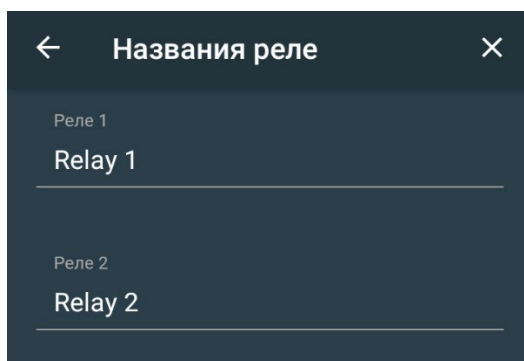 Названия реле
Реле 1
Relay 1
Реле 2
Relay 2